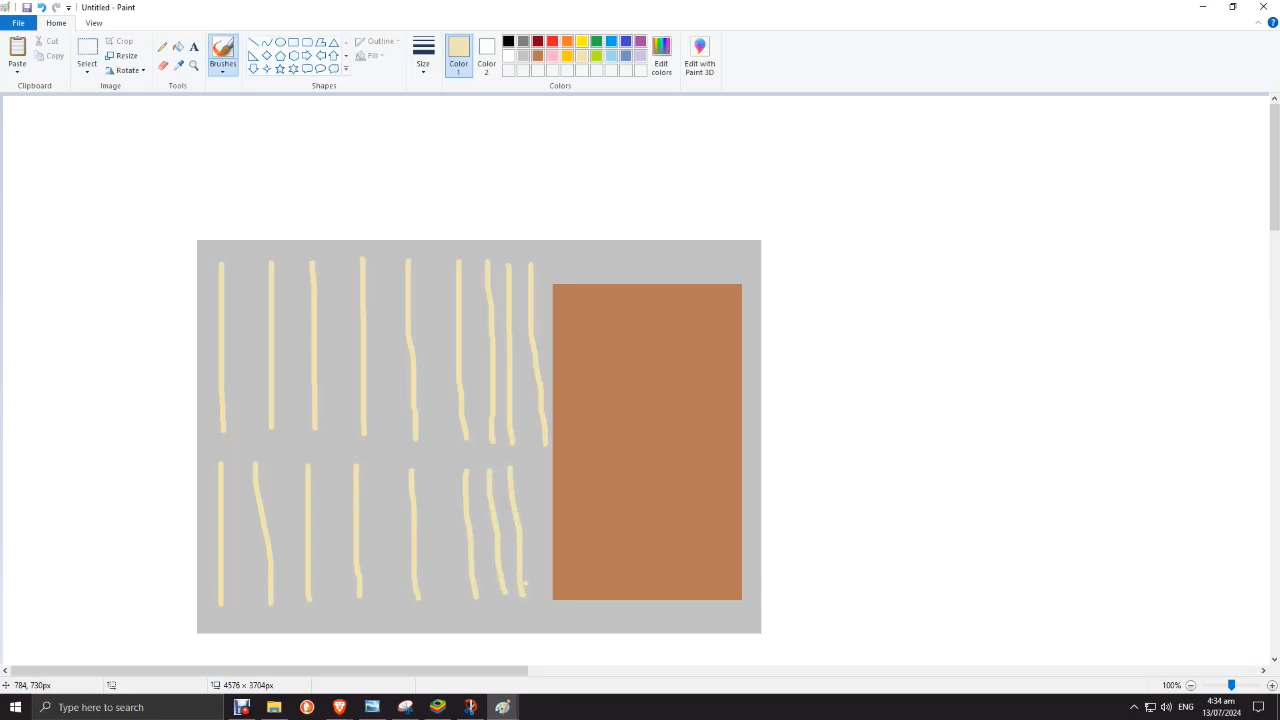 Untitled - Paint
File
Home
View
Paste
Cut
Copy
Clipboard
Select
Crop
Resize
Rotate
Image
Tools
Brushes
Shapes
Outline
Fill
Size
Color 1
Color 2
Edit colors
Colors
Edit with Paint 3D
784, 730px
4576 × 3704px
100%
Type here to search
4:34 am
13/07/2024
ENG